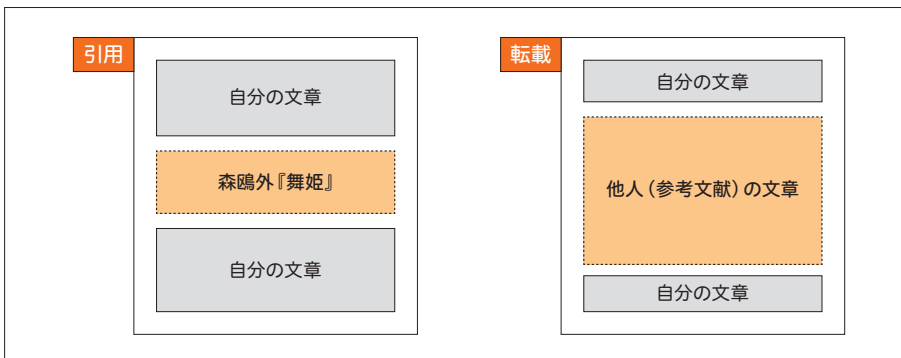 引用
自分の文章
森鴎外『舞姫』
自分の文章
転載
自分の文章
他人（参考文献）の文章
自分の文章